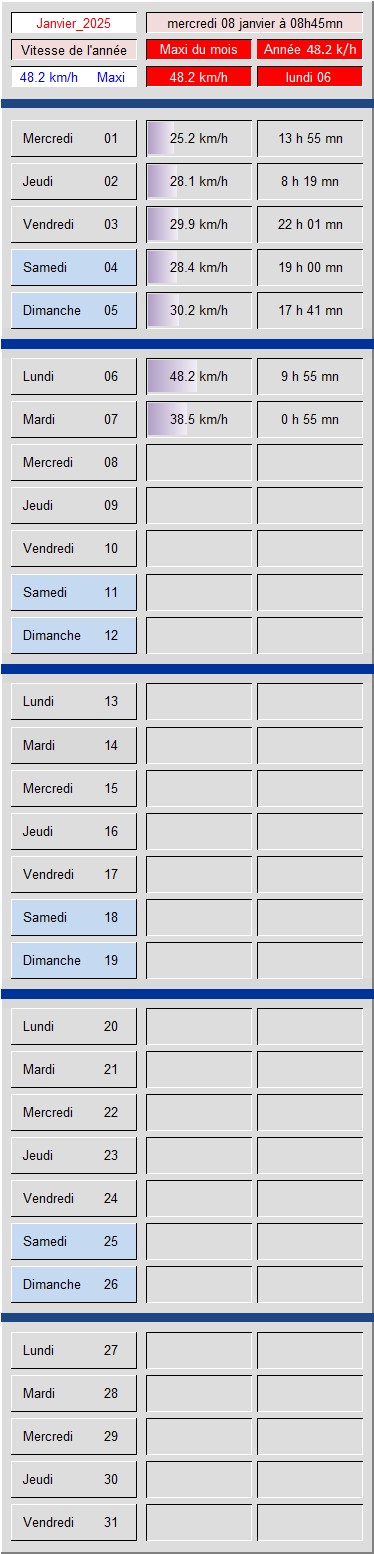 Janvier_2025 mercredi 08 janvier à 08h45mn
Vitesse de l'année Maxi du mois Année 48.2 k/h
48.2 km/h Maxi 48.2 km/h lundi 06
Mercredi 01 25.2 km/h 13 h 55 mn
Jeudi 02 28.1 km/h 8 h 19 mn
Vendredi 03 29.9 km/h 22 h 01 mn
Samedi 04 28.4 km/h 19 h 00 mn
Dimanche 05 30.2 km/h 17 h 41 mn
Lundi 06 48.2 km/h 9 h 55 mn
Mardi 07 38.5 km/h 0 h 55 mn
Mercredi 08
Jeudi 09
Vendredi 10
Samedi 11
Dimanche 12
Lundi 13
Mardi 14
Mercredi 15
Jeudi 16
Vendredi 17
Samedi 18
Dimanche 19
Lundi 20
Mardi 21
Mercredi 22
Jeudi 23
Vendredi 24
Samedi 25
Dimanche 26
Lundi 27
Mardi 28
Mercredi 29
Jeudi 30
Vendredi 31